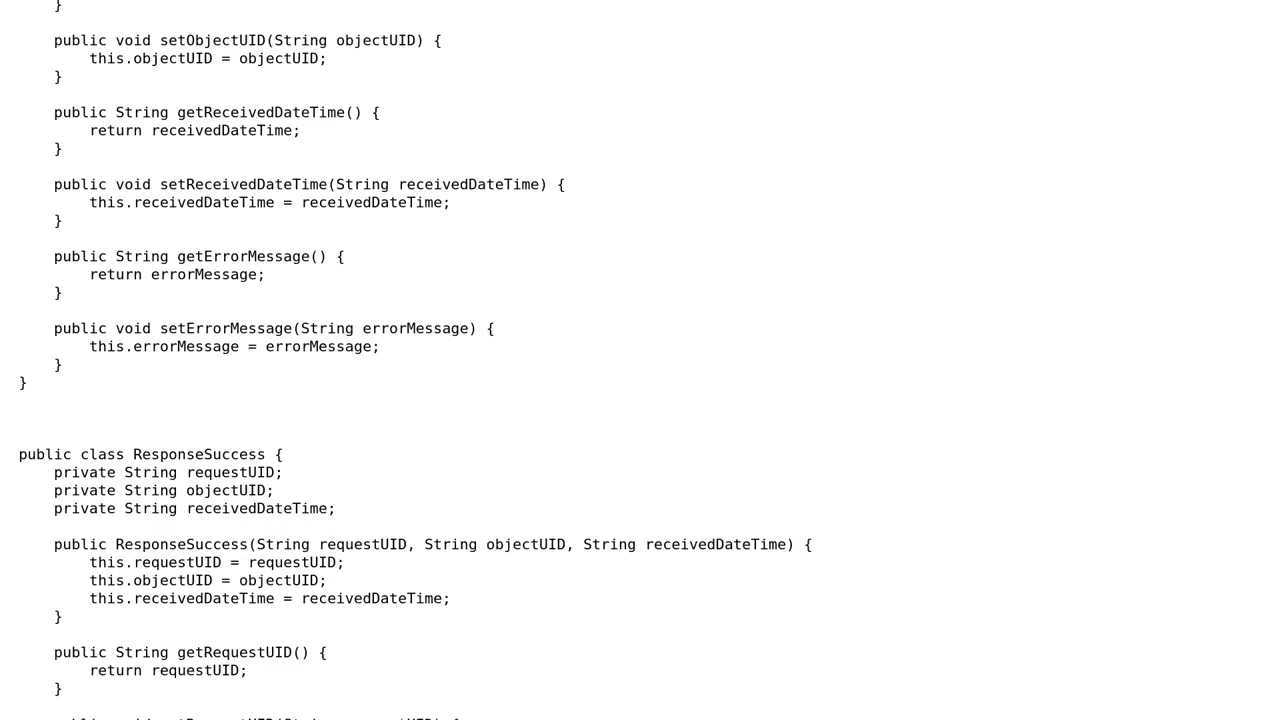 }

    public void setObjectUID(String objectUID) {
        this.objectUID = objectUID;
    }

    public String getReceivedDateTime() {
        return receivedDateTime;
    }

    public void setReceivedDateTime(String receivedDateTime) {
        this.receivedDateTime = receivedDateTime;
    }

    public String getErrorMessage() {
        return errorMessage;
    }

    public void setErrorMessage(String errorMessage) {
        this.errorMessage = errorMessage;
    }
}

public class ResponseSuccess {
    private String requestUID;
    private String objectUID;
    private String receivedDateTime;

    public ResponseSuccess(String requestUID, String objectUID, String receivedDateTime) {
        this.requestUID = requestUID;
        this.objectUID = objectUID;
        this.receivedDateTime = receivedDateTime;
    }

    public String getRequestUID() {
        return requestUID;
    }